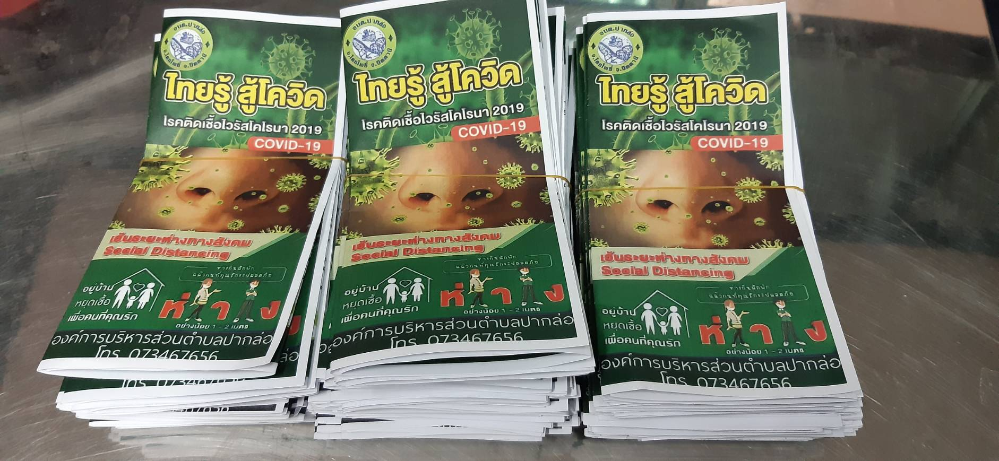 อบต.ปากล่อ
อ.โคกโพธิ์ จ.ปัตตานี
ไทยรู้ สู้โควิด
โรคติดเชื้อไวรัสโคโรนา 2019
COVID-19
เว้นระยะห่างทางสังคม
Social Distancing
อยู่บ้าน
หยุดเชื้อ
เพื่อคนที่คุณรัก
ห่าง
อย่างน้อย 1 - 2 เมตร
องค์การบริหารส่วนตำบลปากล่อ
โทร 073467656
อบต.ปากล่อ
อ.โคกโพธิ์ จ.ปัตตานี
ไทยรู้ สู้โควิด
โรคติดเชื้อไวรัสโคโรนา 2019
COVID-19
เว้นระยะห่างทางสังคม
Social Distancing
อยู่บ้าน
หยุดเชื้อ
เพื่อคนที่คุณรัก
ห่าง
อย่างน้อย 1 - 2 เมตร
องค์การบริหารส่วนตำบลปากล่อ
โทร 073467656
อบต.ปากล่อ
อ.โคกโพธิ์ จ.ปัตตานี
ไทยรู้ สู้โควิด
โรคติดเชื้อไวรัสโคโรนา 2019
COVID-19
เว้นระยะห่างทางสังคม
Social Distancing
อยู่บ้าน
หยุดเชื้อ
เพื่อคนที่คุณรัก
ห่าง
อย่างน้อย 1 - 2 เมตร
องค์การบริหารส่วนตำบลปากล่อ
โทร 073467656